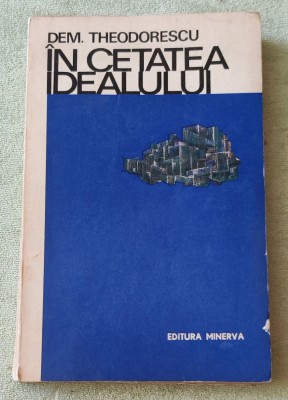 DEM. THEODORESCU
ÎN CETATEA
IDEALULUI
EDITURA MINERVA